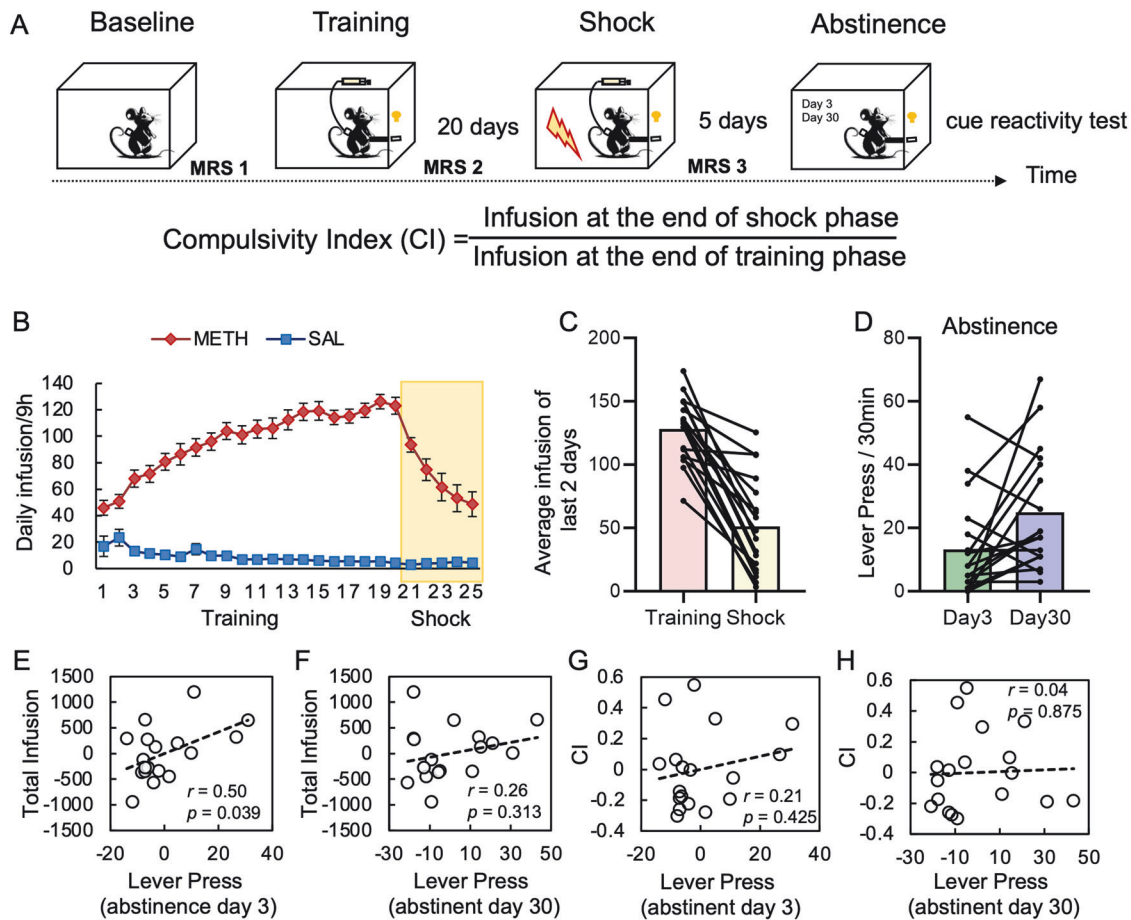 A
Baseline
Training
Shock
Abstinence
Day 3
Day 30
20 days
5 days
cue reactivity test
MRS 1
MRS 2
MRS 3
Time
Compulsivity Index (CI) = Infusion at the end of shock phase
Infusion at the end of training phase
B
METH
SAL
Daily infusion/9h
140
120
100
80
60
40
20
0
1 3 5 7 9 11 13 15 17 19 21 23 25
Training
Shock
C
Average infusion of
last 2 days
200
150
100
50
0
Training Shock
D
Abstinence
Lever Press / 30min
80
60
40
20
0
Day3 Day30
E
Total Infusion
1500
1000
500
0
-500
-1000
-1500
r = 0.50
p = 0.039
-20 0 20 40
Lever Press
(abstinence day 3)
F
Total Infusion
1500
1000
500
0
-500
-1000
-1500
r = 0.26
p = 0.313
-30 -10 10 30 50
Lever Press
(abstinent day 30)
G
CI
0.6
0.4
0.2
0
-0.2
-0.4
r = 0.21
p = 0.425
-20 0 20 40
Lever Press
(abstinent day 3)
H
CI
0.6
0.4
0.2
0
-0.2
-0.4
r = 0.04
p = 0.875
-30 -10 10 30 50
Lever Press
(abstinent day 30)